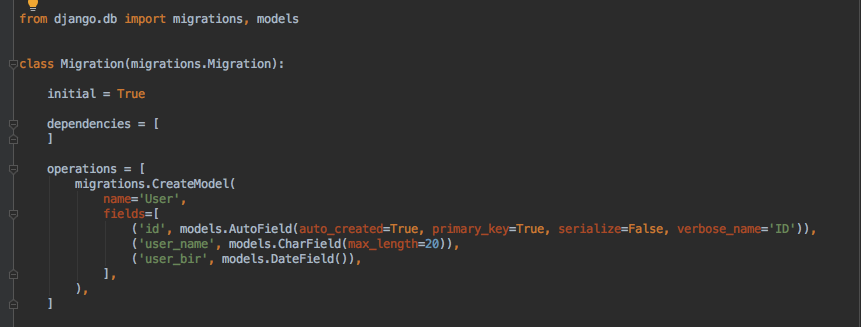 from django.db import migrations, models
class Migration(migrations.Migration):
initial = True
dependencies = [
]
operations = [
migrations.CreateModel(
name='User',
fields=[
('id', models.AutoField(auto_created=True, primary_key=True, serialize=False, verbose_name='ID')),
('user_name', models.CharField(max_length=20)),
('user_bir', models.DateField()),
],
),
]